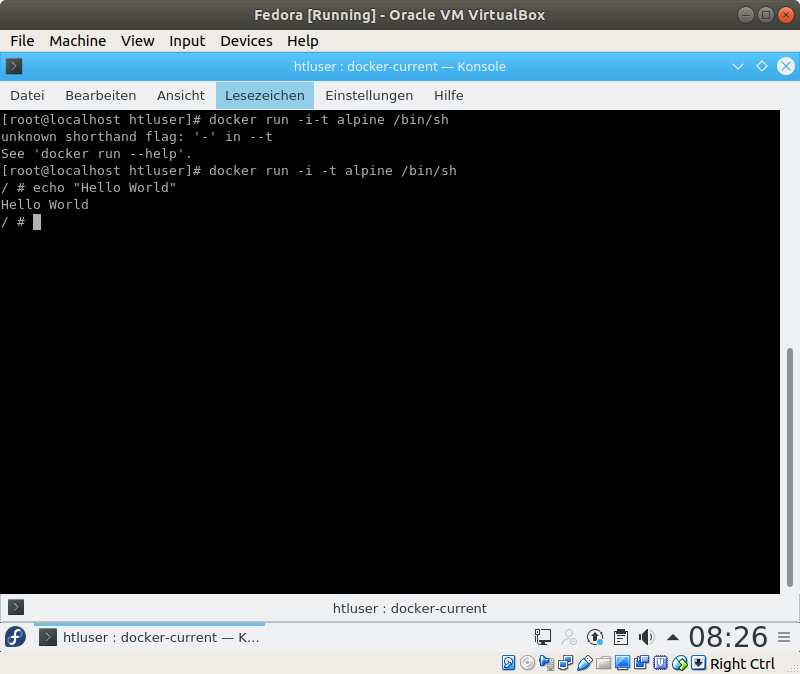 Fedora [Running] - Oracle VM VirtualBox
File Machine View Input Devices Help
htluser : docker-current — Konsole
Datei Bearbeiten Ansicht Lesezeichen Einstellungen Hilfe
[root@localhost htluser]# docker run -i-t alpine /bin/sh
unknown shorthand flag: '-' in --t
See 'docker run --help'.
[root@localhost htluser]# docker run -i -t alpine /bin/sh
/ # echo "Hello World"
Hello World
/ #
htluser : docker-current
htluser : docker-current — K...
08:26
Right Ctrl